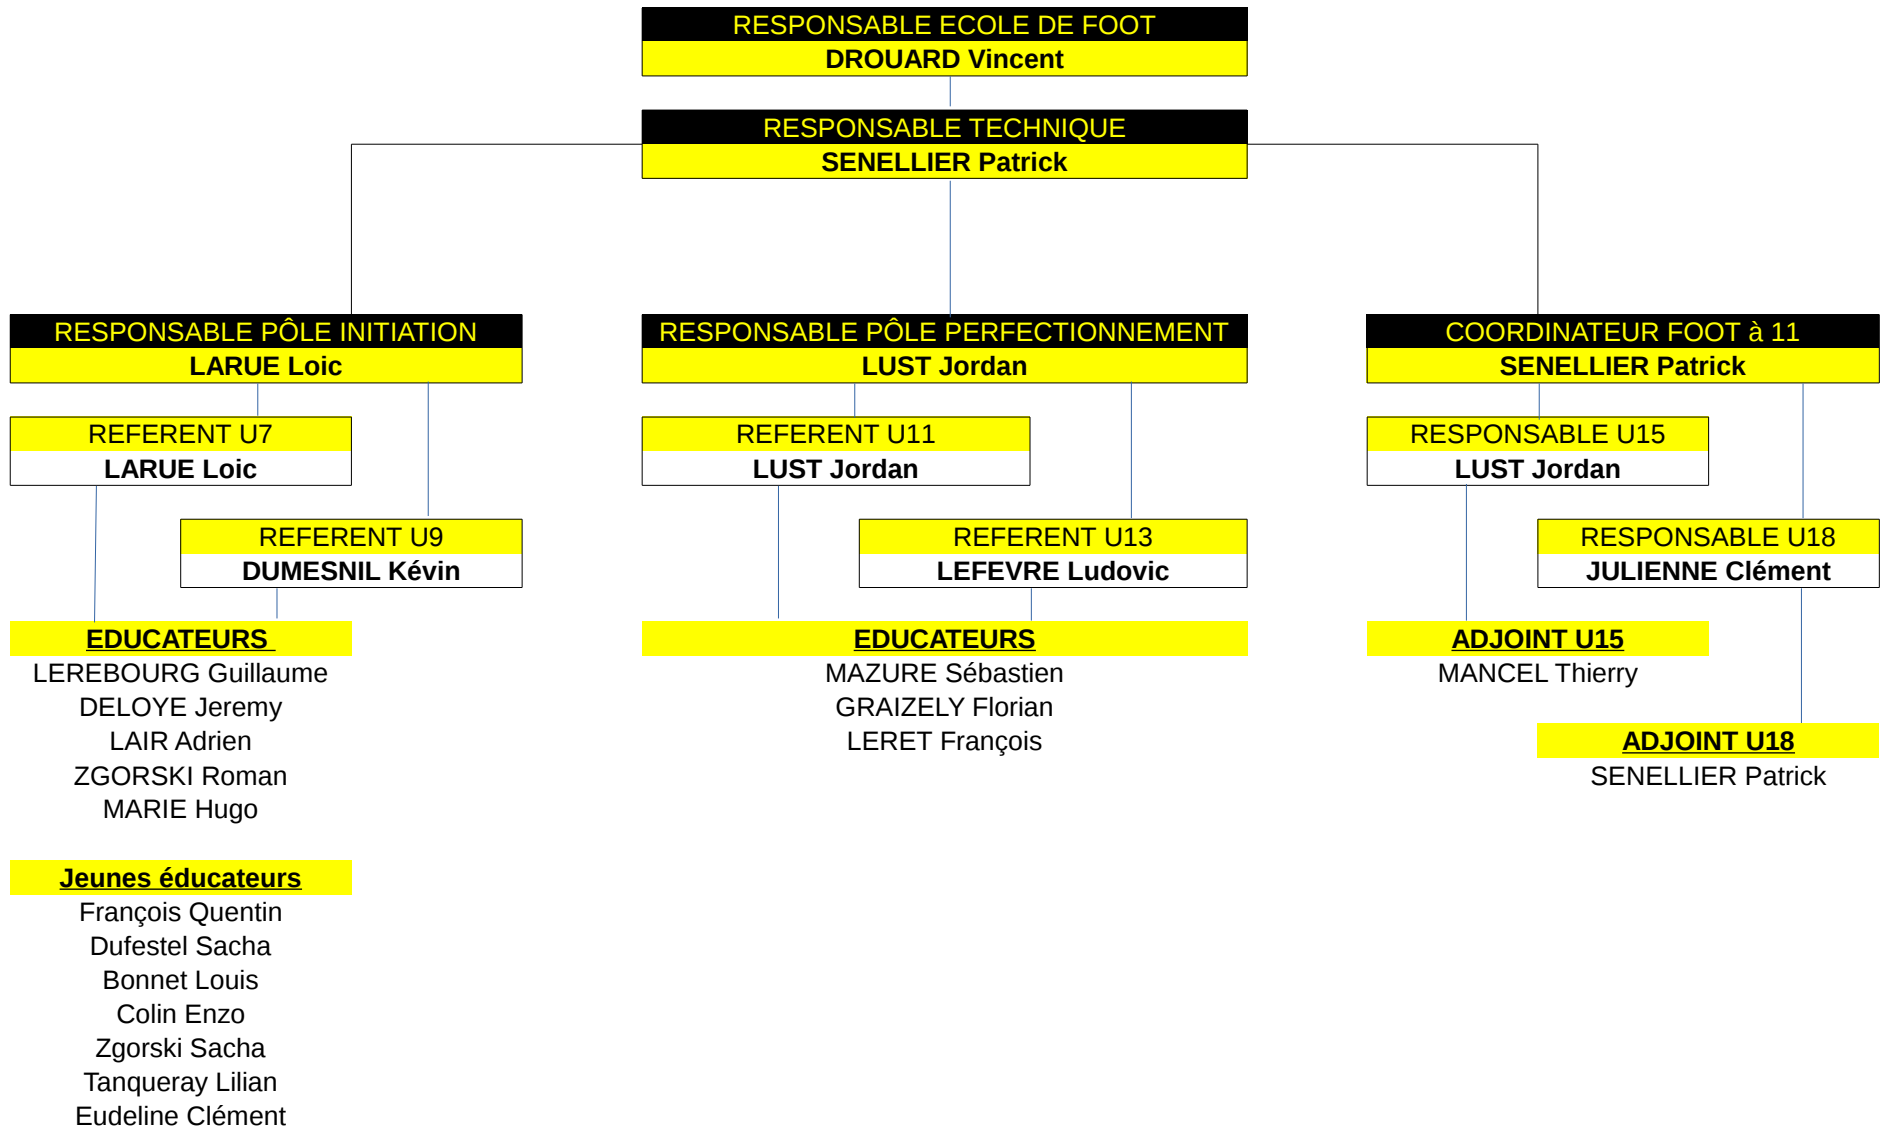 RESPONSABLE ECOLE DE FOOT
DROUARD Vincent
RESPONSABLE TECHNIQUE
SENELLIER Patrick
RESPONSABLE PÔLE INITIATION
LARUE Loic
REFERENT U7
LARUE Loic
REFERENT U9
DUMESNIL Kévin
EDUCATEURS
LEREBOURG Guillaume
DELOYE Jeremy
LAIR Adrien
ZGORSKI Roman
MARIE Hugo
Jeunes éducateurs
François Quentin
Dufestel Sacha
Bonnet Louis
Colin Enzo
Zgorski Sacha
Tanqueray Lilian
Eudeline Clément
RESPONSABLE PÔLE PERFECTIONNEMENT
LUST Jordan
REFERENT U11
LUST Jordan
REFERENT U13
LEFEVRE Ludovic
EDUCATEURS
MAZURE Sébastien
GRAIZELY Florian
LERET François
COORDINATEUR FOOT à 11
SENELLIER Patrick
RESPONSABLE U15
LUST Jordan
RESPONSABLE U18
JULIENNE Clément
ADJOINT U15
MANCEL Thierry
ADJOINT U18
SENELLIER Patrick